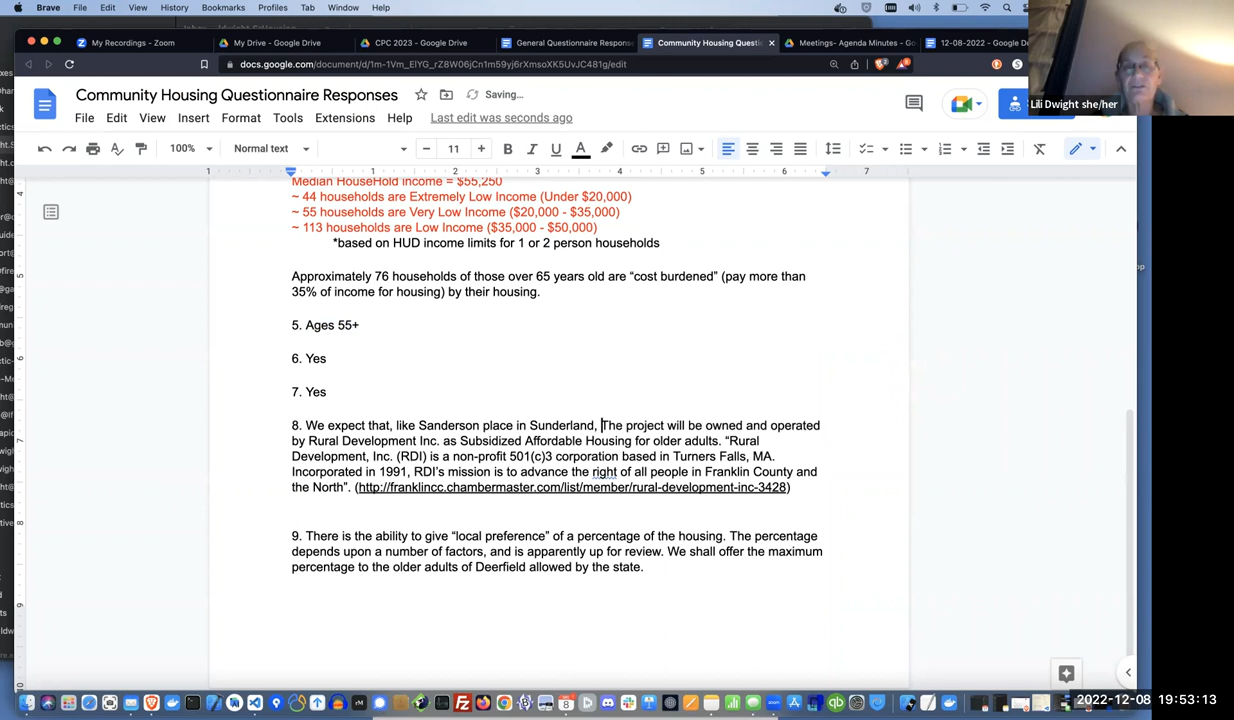 Brave File Edit View History Bookmarks Profiles Tab Window Help
My Recordings - Zoom
My Drive - Google Drive
CPC 2023 - Google Drive
General Questionnaire Respons
Community Housing Questi
Meetings- Agenda Minutes - Go
12-08-2022 - Google D
docs.google.com/document/d/1m-1Vm_EIYG_rZ8W06jCn1m59yj6rXmsoXK5UvJC481g/edit
Lili Dwight she/her
Community Housing Questionnaire Responses
Saving...
File Edit View Insert Format Tools Extensions Help Last edit was seconds ago
100% Normal text 11
Median HouseHold income = $55,250
~ 44 households are Extremely Low Income (Under $20,000)
~ 55 households are Very Low Income ($20,000 - $35,000)
~ 113 households are Low Income ($35,000 - $50,000)
*based on HUD income limits for 1 or 2 person households
Approximately 76 households of those over 65 years old are “cost burdened” (pay more than
35% of income for housing) by their housing.
5. Ages 55+
6. Yes
7. Yes
8. We expect that, like Sanderson place in Sunderland, The project will be owned and operated
by Rural Development Inc. as Subsidized Affordable Housing for older adults. “Rural
Development, Inc. (RDI) is a non-profit 501(c)3 corporation based in Turners Falls, MA.
Incorporated in 1991, RDI’s mission is to advance the right of all people in Franklin County and
the North”. (http://franklincc.chambermaster.com/list/member/rural-development-inc-3428)
9. There is the ability to give “local preference” of a percentage of the housing. The percentage
depends upon a number of factors, and is apparently up for review. We shall offer the maximum
percentage to the older adults of Deerfield allowed by the state.
2022-12-08 19:53:13